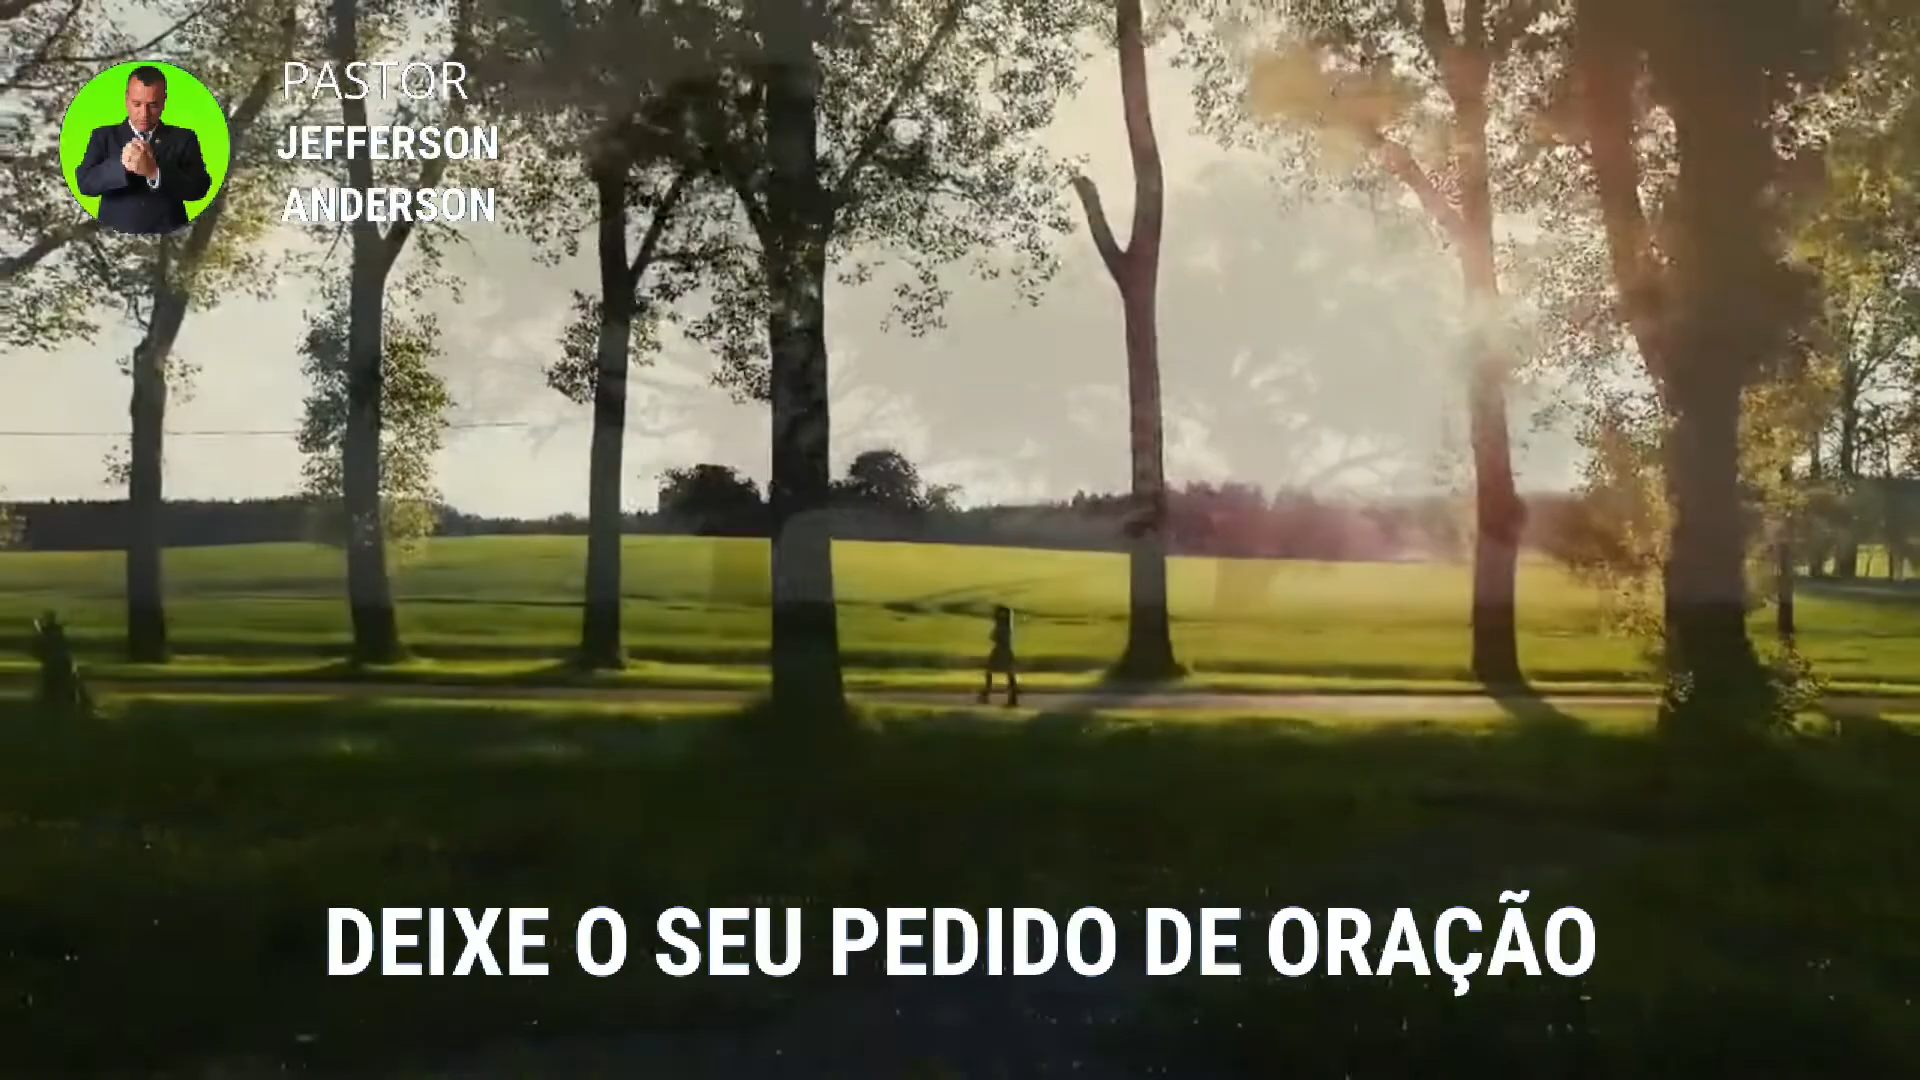 PASTOR
JEFFERSON
ANDERSON
DEIXE O SEU PEDIDO DE ORAÇÃO